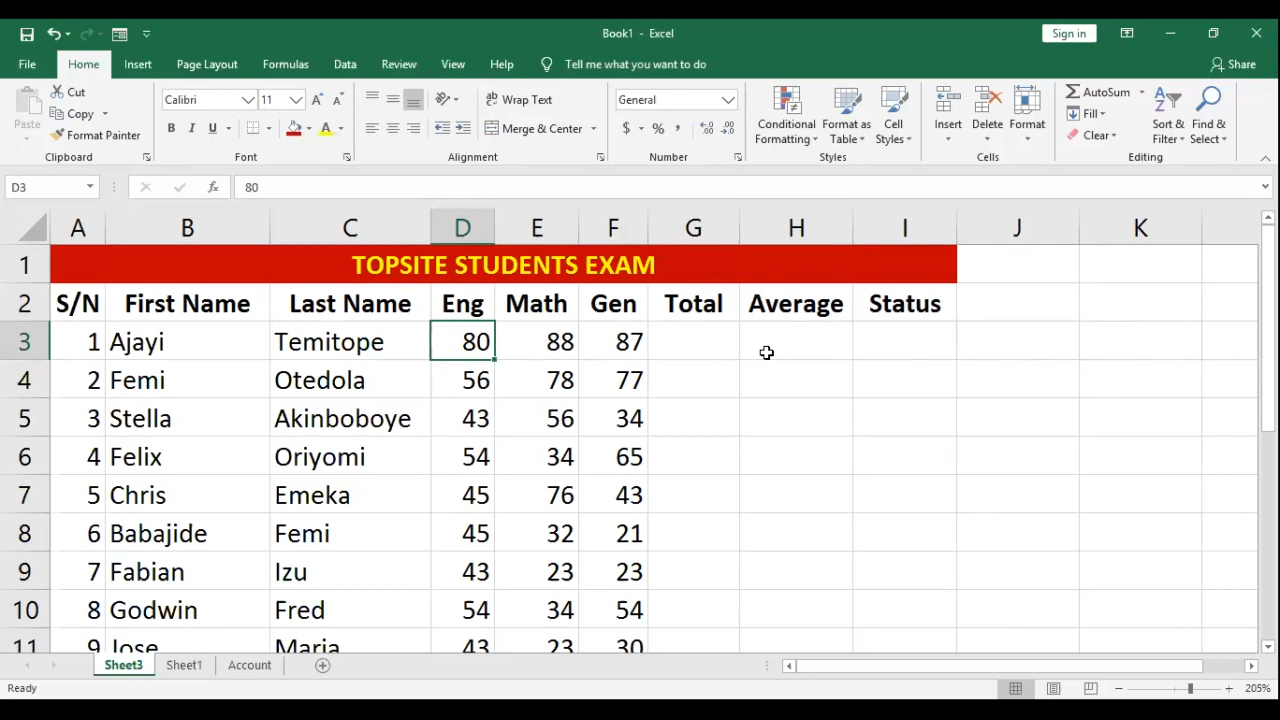 Book1 - Excel
Sign in
File Home Insert Page Layout Formulas Data Review View Help Tell me what you want to do Share
Paste
Cut
Copy
Format Painter
Clipboard
Calibri 11
B I U
Font
Wrap Text
Merge & Center
Alignment
General
$ % ,
Number
Conditional Formatting
Format as Table
Cell Styles
Styles
Insert
Delete
Format
Cells
AutoSum
Fill
Clear
Sort & Filter
Find & Select
Editing
D3 fx 80
A B C D E F G H I J K
1 TOPSITE STUDENTS EXAM
2 S/N First Name Last Name Eng Math Gen Total Average Status
3 1 Ajayi Temitope 80 88 87
4 2 Femi Otedola 56 78 77
5 3 Stella Akinboboye 43 56 34
6 4 Felix Oriyomi 54 34 65
7 5 Chris Emeka 45 76 43
8 6 Babajide Femi 45 32 21
9 7 Fabian Izu 43 23 23
10 8 Godwin Fred 54 34 54
11 9 Jose Maria 43 23 30
Sheet3 Sheet1 Account
Ready
205%